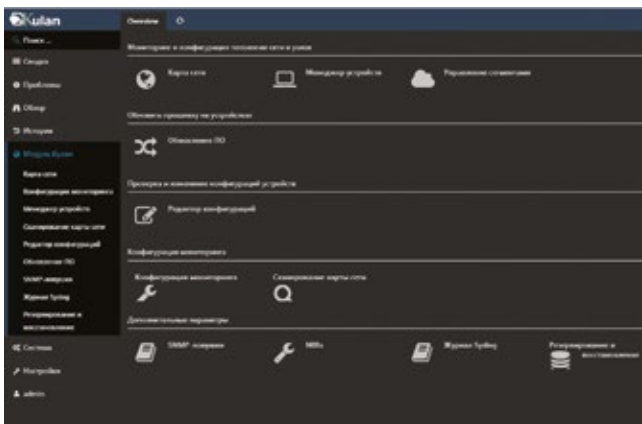 Kulan
Overview
Поиск ...
Сводка
Проблемы
Обзор
История
Модуль Кулан
Карта сети
Конфигурация мониторинга
Менеджер устройств
Сканирование карты сети
Редактор конфигураций
Обновление ПО
SNMP-ловушки
Журнал Syslog
Резервирование и
восстановление
Система
Настройки
admin
Мониторинг и конфигурация топологии сети и узлов
Карта сети
Менеджер устройств
Управление сегментами
Обновить прошивку на устройствах
Обновление ПО
Проверка и изменение конфигураций устройств
Редактор конфигураций
Конфигурация мониторинга
Конфигурация мониторинга
Сканирование карты сети
Дополнительные параметры
SNMP-ловушки
MIBs
Журнал Syslog
Резервирование и
восстановление